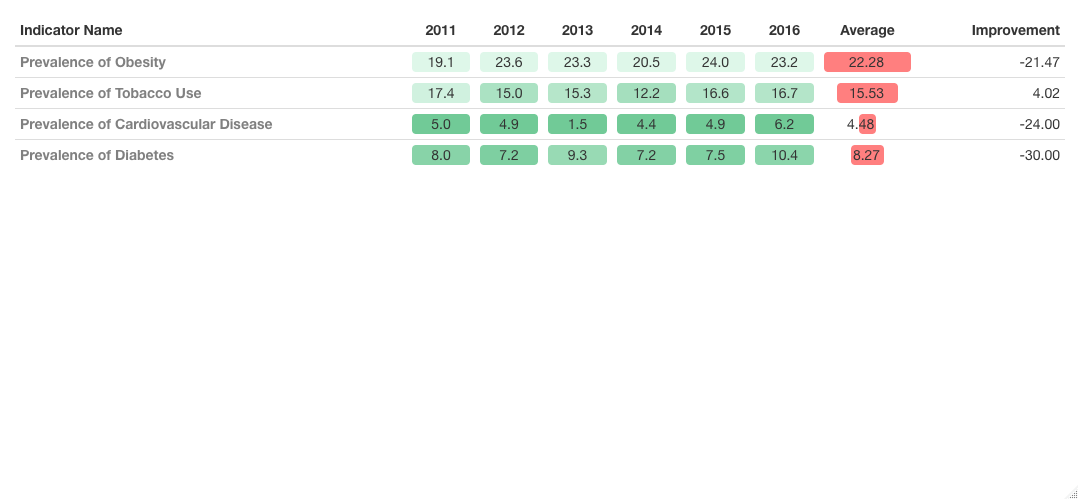 Indicator Name 2011 2012 2013 2014 2015 2016 Average Improvement
Prevalence of Obesity 19.1 23.6 23.3 20.5 24.0 23.2 22.28 -21.47
Prevalence of Tobacco Use 17.4 15.0 15.3 12.2 16.6 16.7 15.53 4.02
Prevalence of Cardiovascular Disease 5.0 4.9 1.5 4.4 4.9 6.2 4.48 -24.00
Prevalence of Diabetes 8.0 7.2 9.3 7.2 7.5 10.4 8.27 -30.00